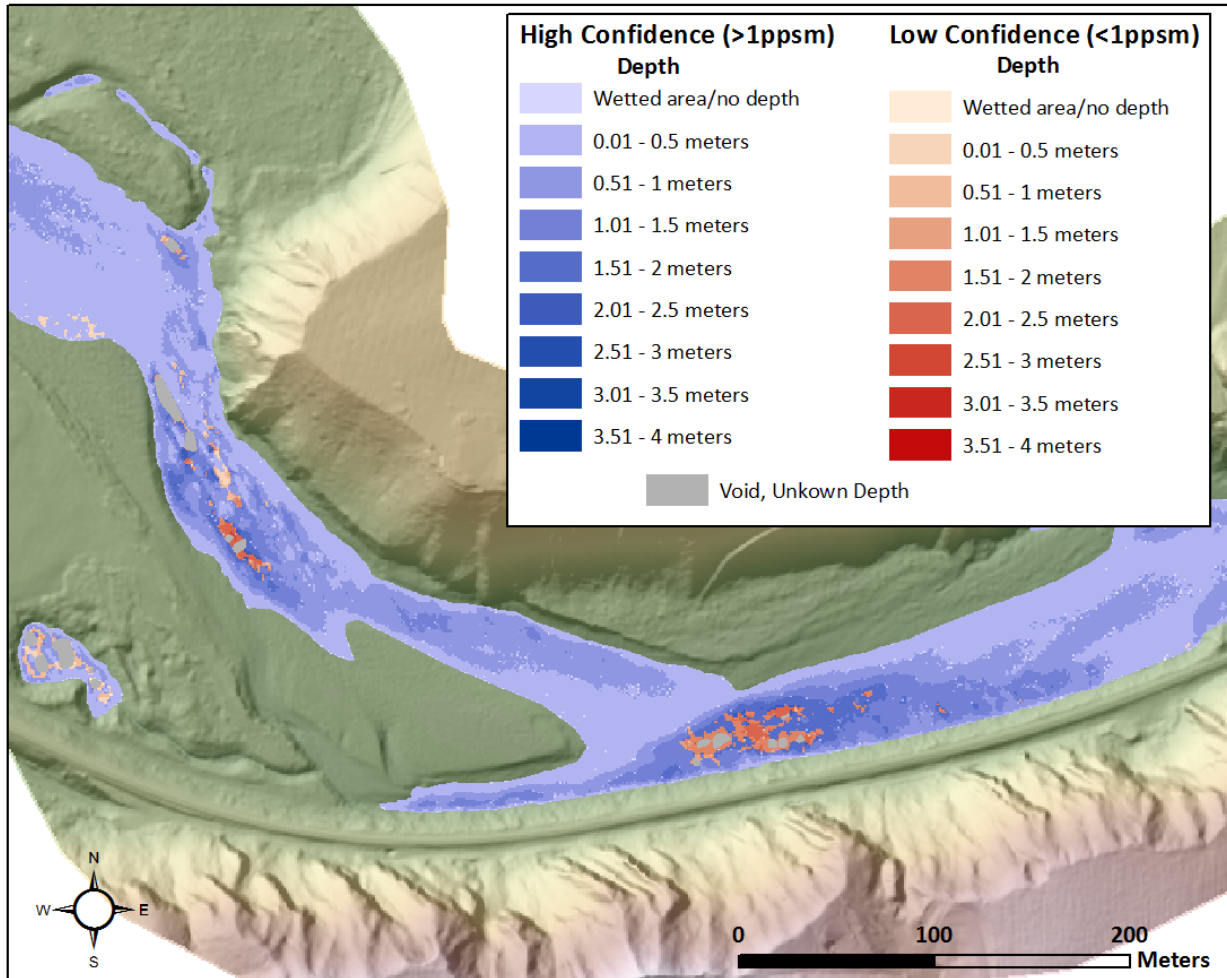 High Confidence (>1ppsm)
Depth
Wetted area/no depth
0.01 - 0.5 meters
0.51 - 1 meters
1.01 - 1.5 meters
1.51 - 2 meters
2.01 - 2.5 meters
2.51 - 3 meters
3.01 - 3.5 meters
3.51 - 4 meters
Low Confidence (<1ppsm)
Depth
Wetted area/no depth
0.01 - 0.5 meters
0.51 - 1 meters
1.01 - 1.5 meters
1.51 - 2 meters
2.01 - 2.5 meters
2.51 - 3 meters
3.01 - 3.5 meters
3.51 - 4 meters
Void, Unkown Depth
N
W E
S
0 100 200
Meters